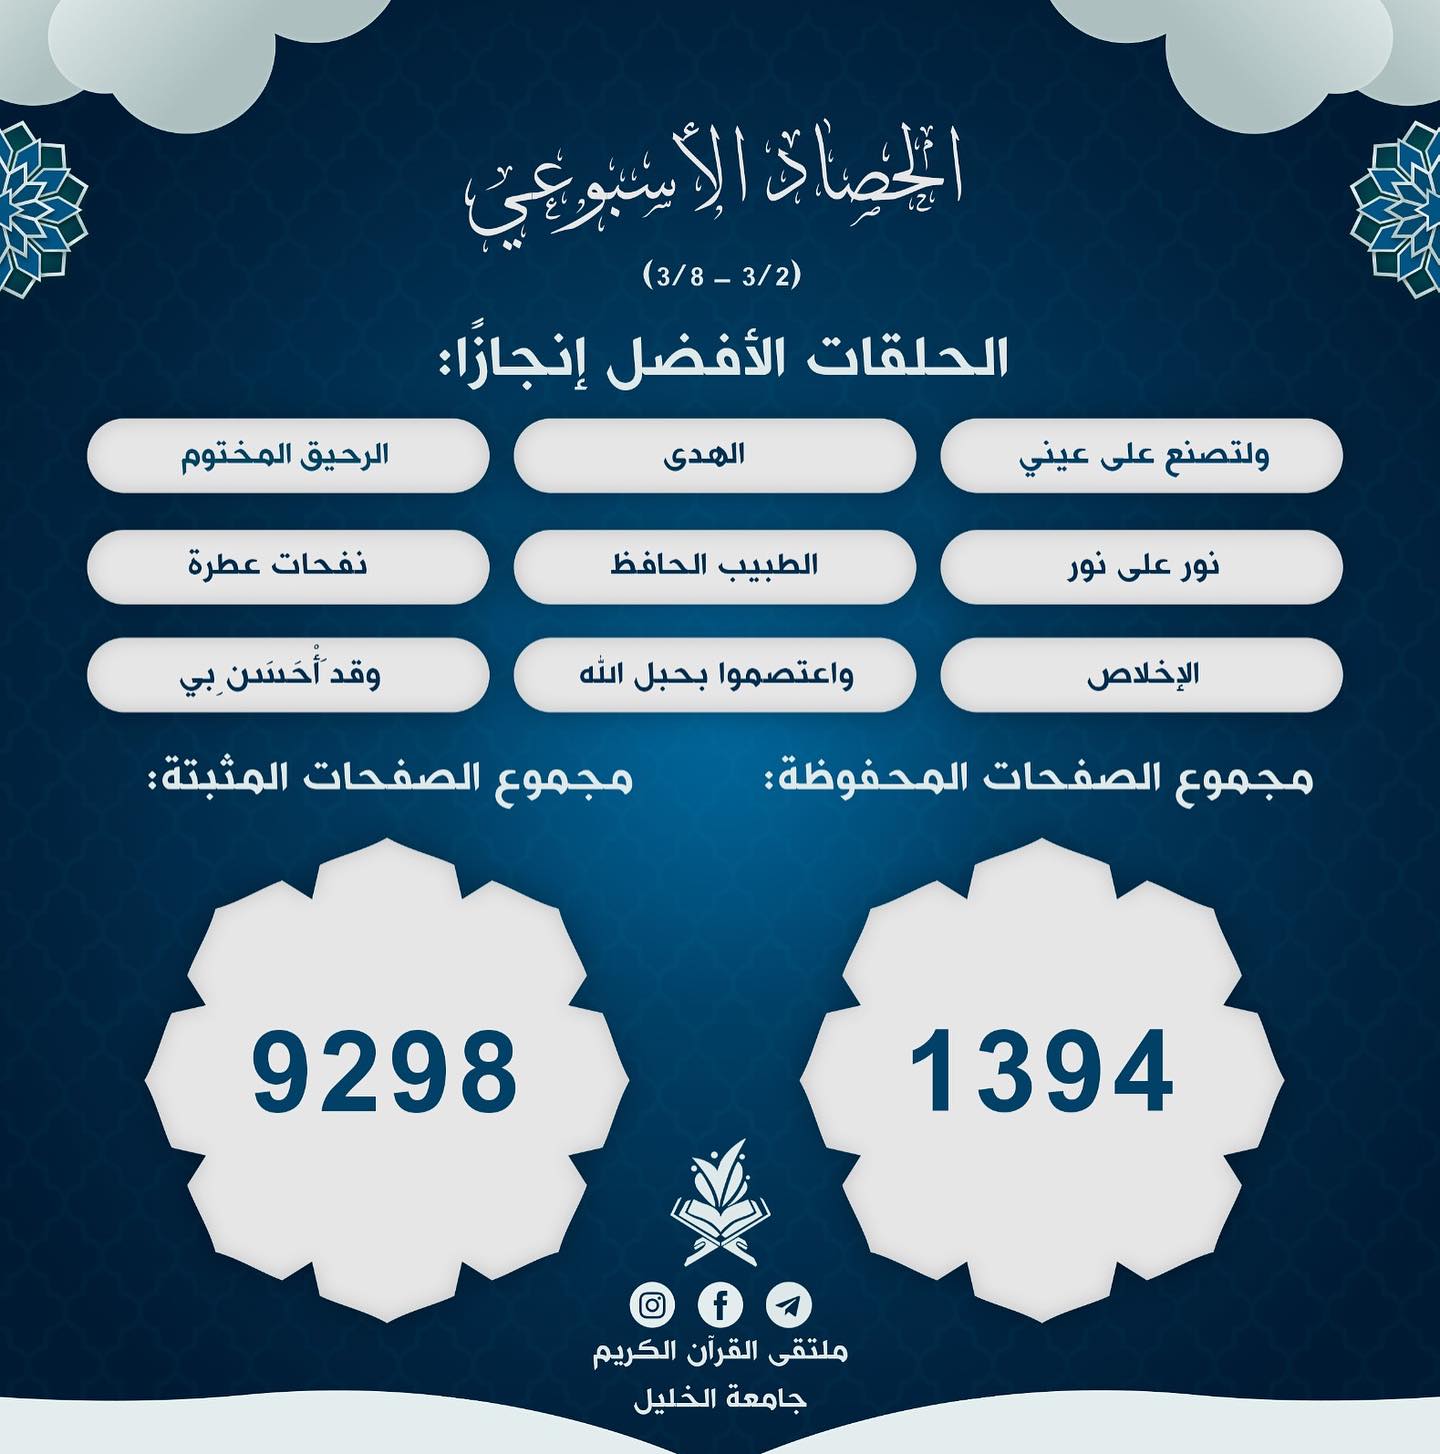 الحصاد الأسبوعي
(3/8 – 3/2)
الحلقات الأفضل إنجازًا:
ولتصنع على عيني
الهدى
الرحيق المختوم
نور على نور
الطبيب الحافظ
نفحات عطرة
الإخلاص
واعتصموا بحبل الله
وقد َأْحَسَن ِبي
مجموع الصفحات المحفوظة:
مجموع الصفحات المثبتة:
1394
9298
ملتقى القرآن الكريم
جامعة الخليل